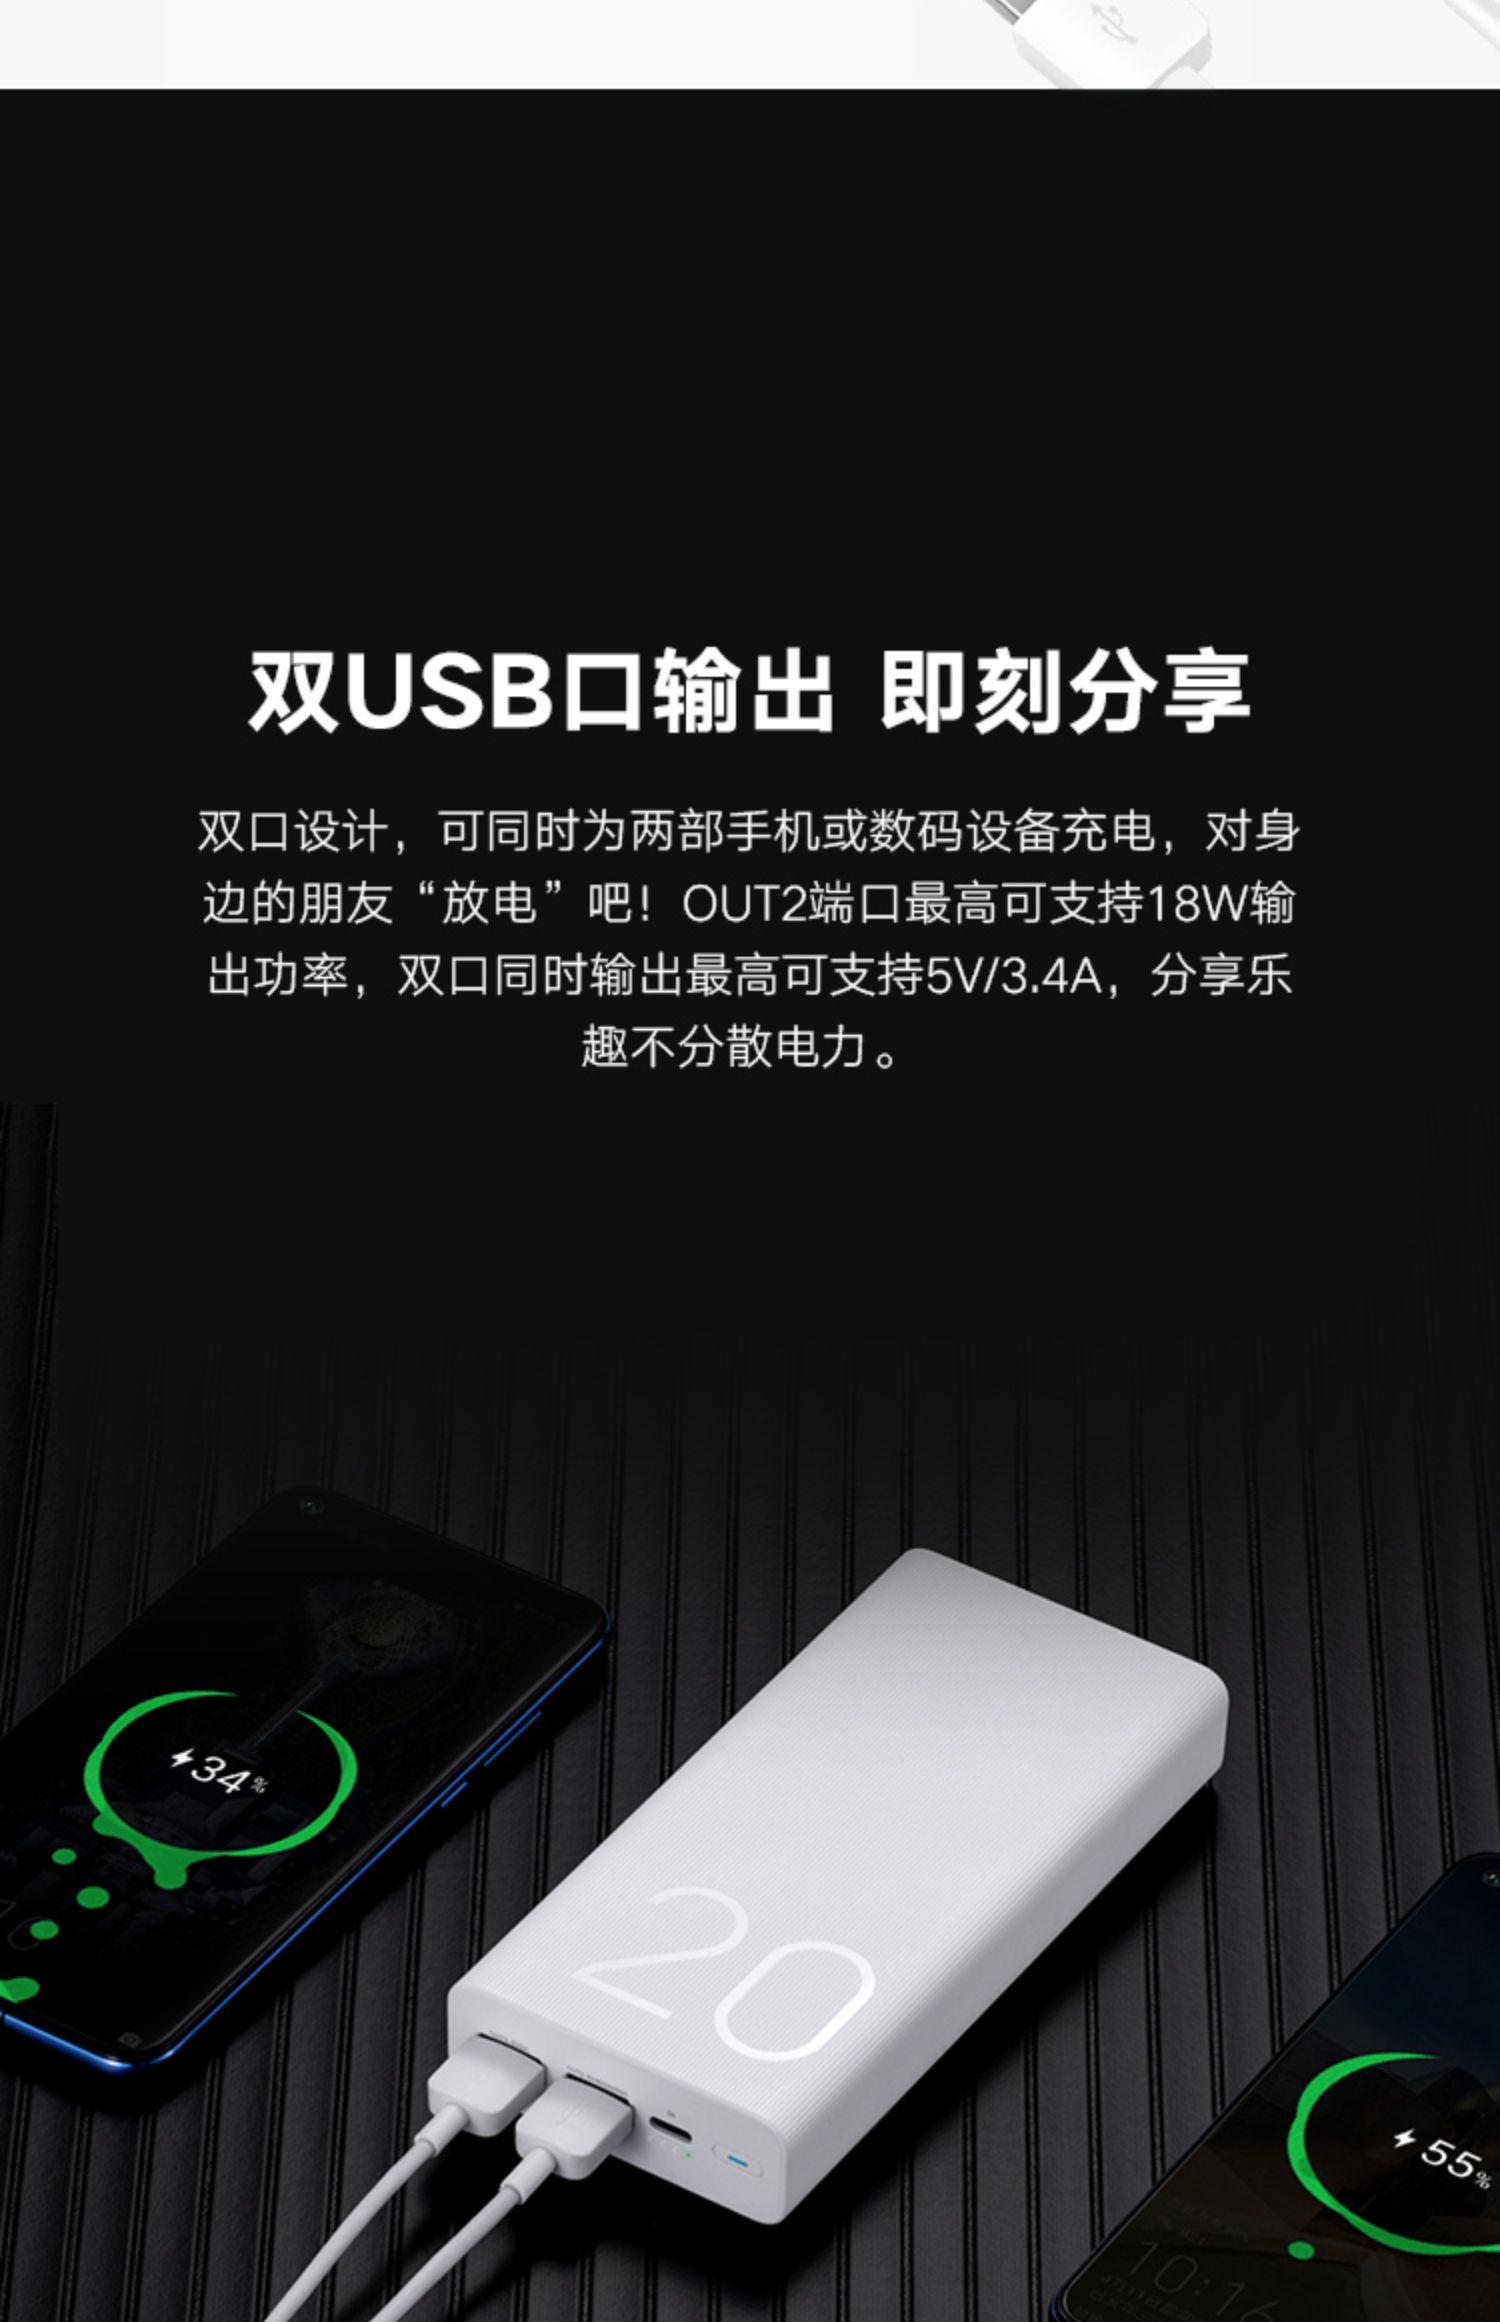 双USB口输出 即刻分享
双口设计，可同时为两部手机或数码设备充电，对身
边的朋友“放电”吧！OUT2端口最高可支持18W输
出功率，双口同时输出最高可支持5V/3.4A，分享乐
趣不分散电力。
34%
20
55%
10:16